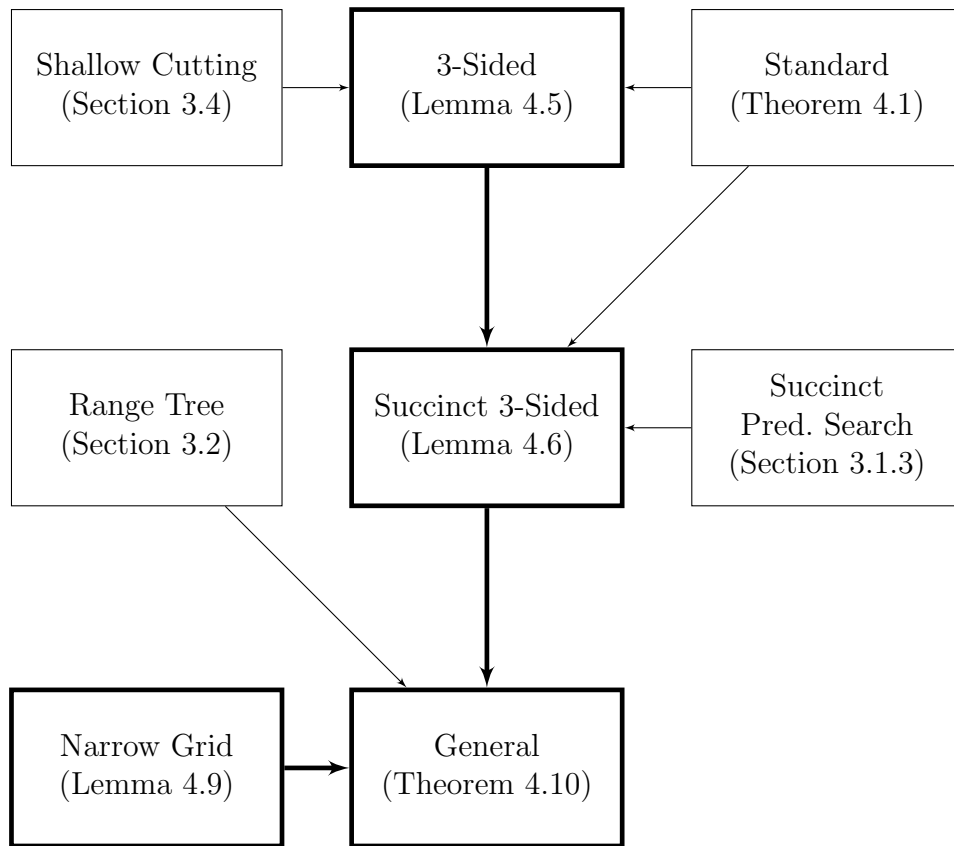 Shallow Cutting
(Section 3.4)
3-Sided
(Lemma 4.5)
Standard
(Theorem 4.1)
Range Tree
(Section 3.2)
Succinct 3-Sided
(Lemma 4.6)
Succinct
Pred. Search
(Section 3.1.3)
Narrow Grid
(Lemma 4.9)
General
(Theorem 4.10)